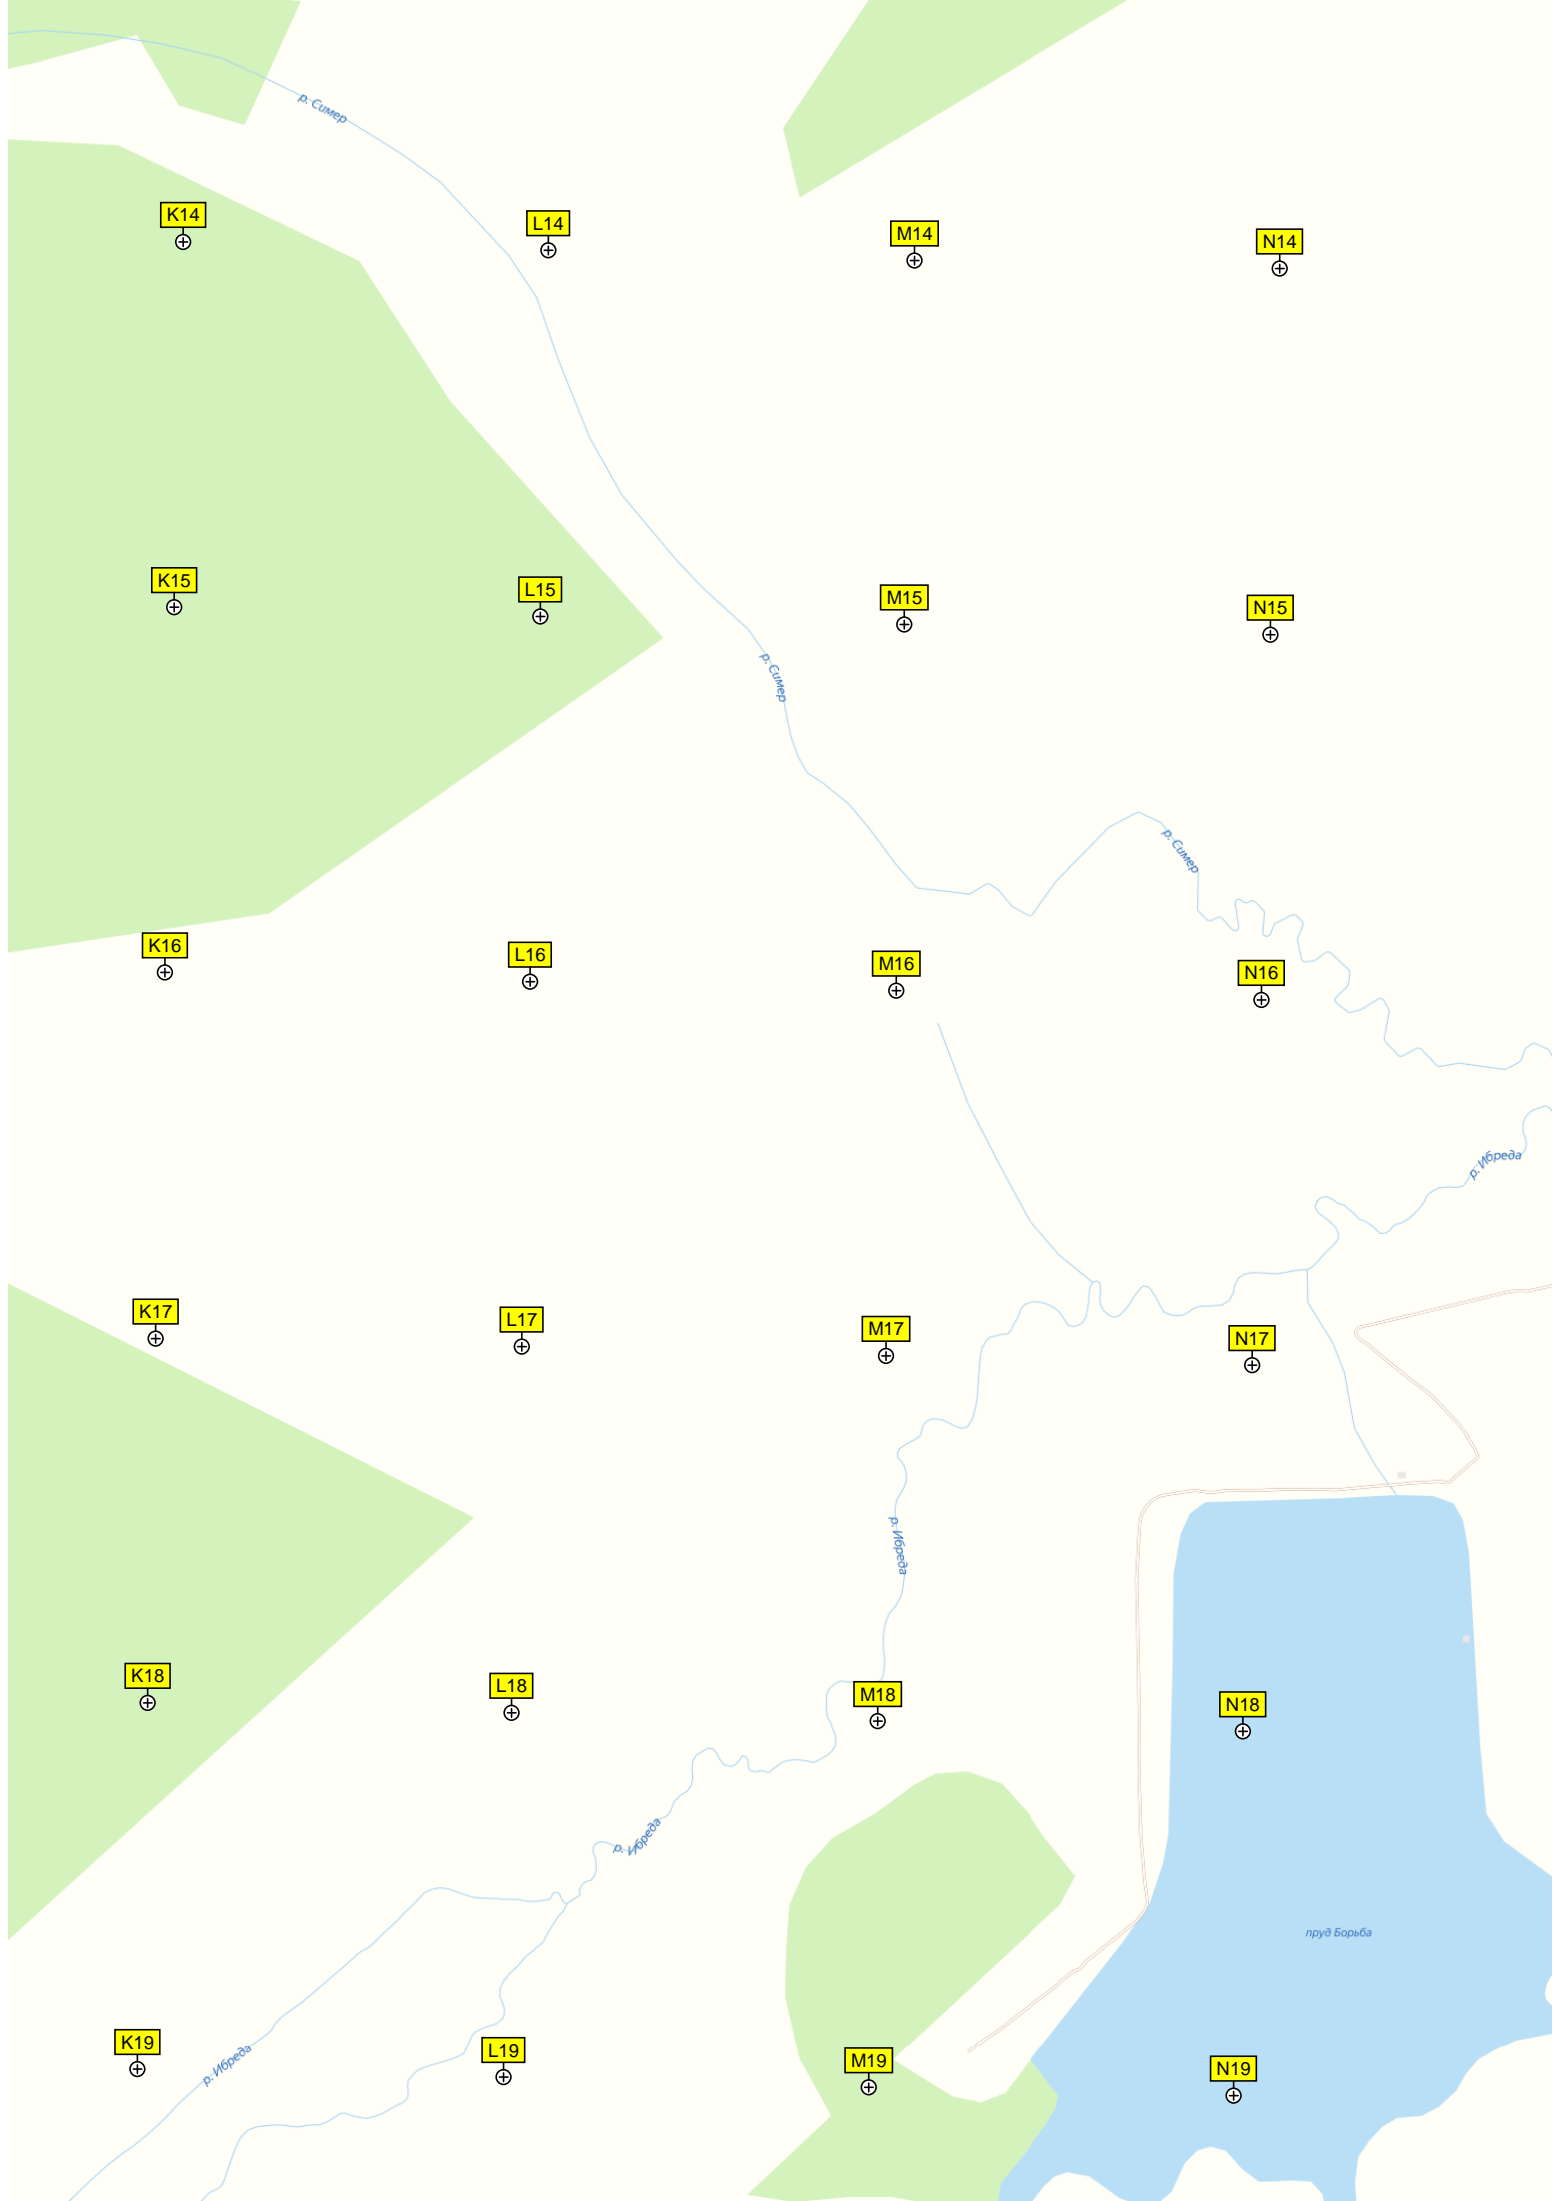 р. Симер
K14
L14
M14
N14
K15
L15
M15
N15
р. Симер
р. Симер
K16
L16
M16
N16
р. Ибреда
K17
L17
M17
N17
р. Ибреда
K18
L18
M18
N18
р. Ибреда
пруд Борьба
K19
L19
M19
N19
р. Ибреда